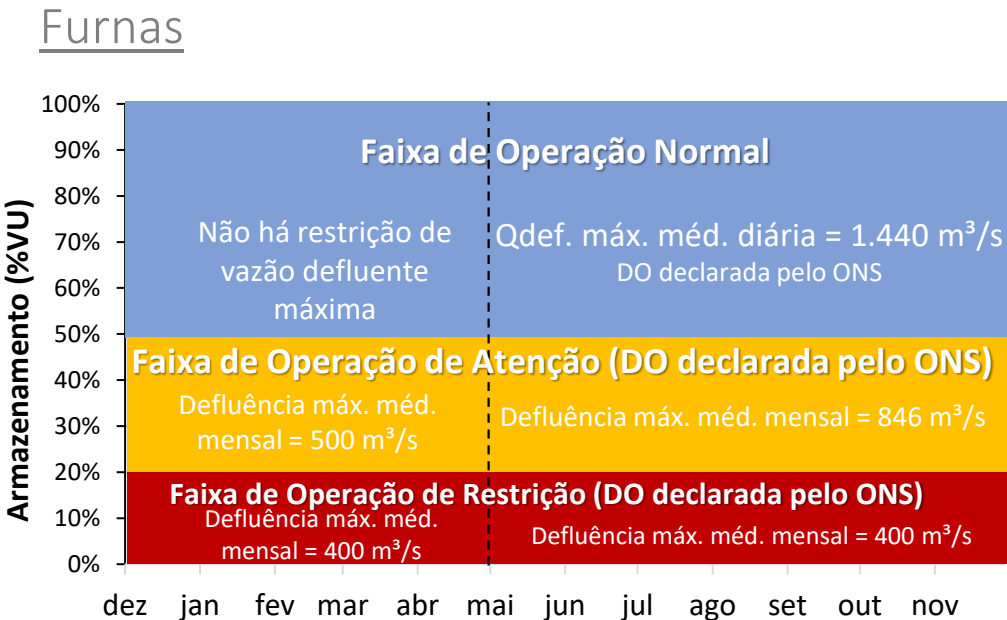 Furnas
Armazenamento (%VU)
100%
90%
80%
70%
60%
50%
40%
30%
20%
10%
0%
Faixa de Operação Normal
Não há restrição de
vazão defluente
máxima
Qdef. máx. méd. diária = 1.440 m³/s
DO declarada pelo ONS
Faixa de Operação de Atenção (DO declarada pelo ONS)
Defluência máx. méd.
mensal = 500 m³/s
Defluência máx. méd. mensal = 846 m³/s
Faixa de Operação de Restrição (DO declarada pelo ONS)
Defluência máx. méd.
mensal = 400 m³/s
Defluência máx. méd. mensal = 400 m³/s
dez jan fev mar abr mai jun jul ago set out nov